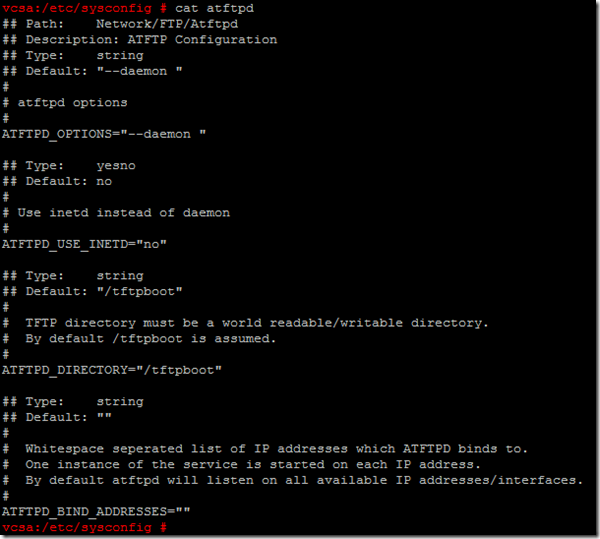 vcsa:/etc/sysconfig # cat atftpd
## Path:    Network/FTP/Atftpd
## Description: ATFTP Configuration
## Type:    string
## Default: "--daemon "
#
# atftpd options
#
ATFTPD_OPTIONS="--daemon "
## Type:    yesno
## Default: no
#
# Use inetd instead of daemon
#
ATFTPD_USE_INETD="no"
## Type:    string
## Default: "/tftpboot"
#
#  TFTP directory must be a world readable/writable directory.
#  By default /tftpboot is assumed.
#
ATFTPD_DIRECTORY="/tftpboot"
## Type:    string
## Default: ""
#
#  Whitespace seperated list of IP addresses which ATFTPD binds to.
#  One instance of the service is started on each IP address.
#  By default atftpd will listen on all available IP addresses/interfaces.
#
ATFTPD_BIND_ADDRESSES=""
vcsa:/etc/sysconfig #